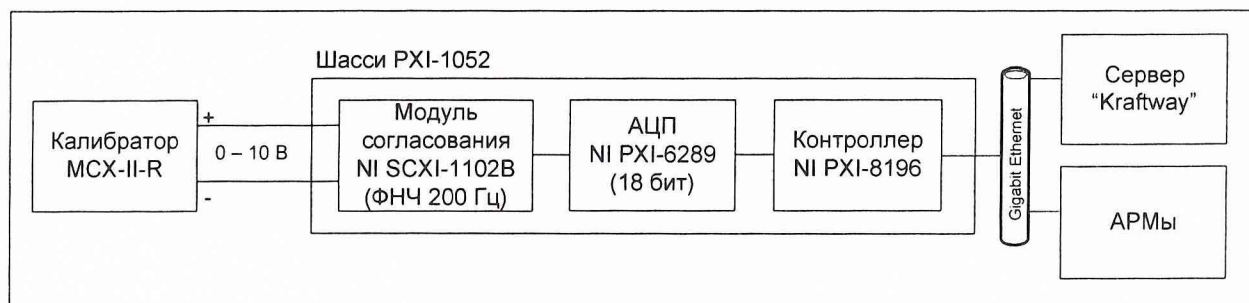 Шасси PXI-1052
Калибратор
MCX-II-R
+
0 – 10 В
-
Модуль
согласования
NI SCXI-1102B
(ФНЧ 200 Гц)
АЦП
NI PXI-6289
(18 бит)
Контроллер
NI PXI-8196
Gigabit Ethernet
Сервер
“Kraftway”
АРМы